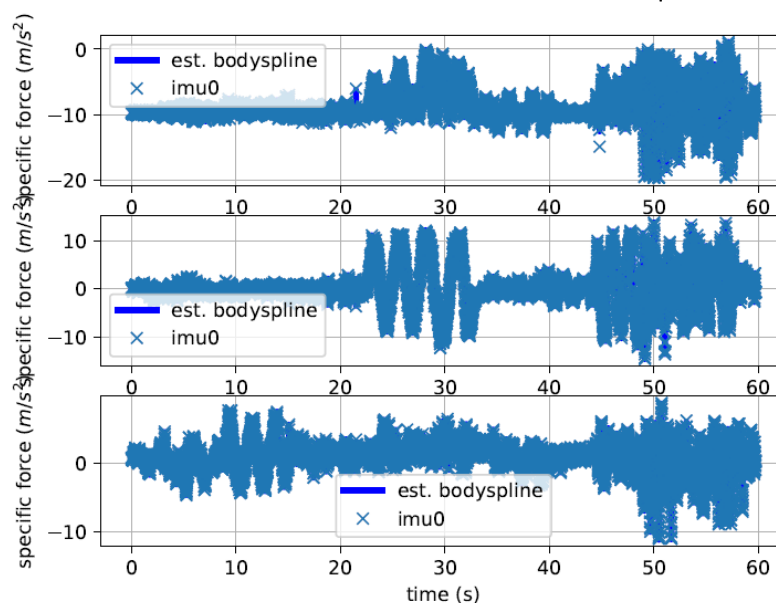 specific force (m/s²)
0
−10
−20
est. bodyspline
imu0
0 10 20 30 40 50 60
specific force (m/s²)
10
0
−10
est. bodyspline
imu0
0 10 20 30 40 50 60
specific force (m/s²)
0
−10
est. bodyspline
imu0
0 10 20 30 40 50 60
time (s)